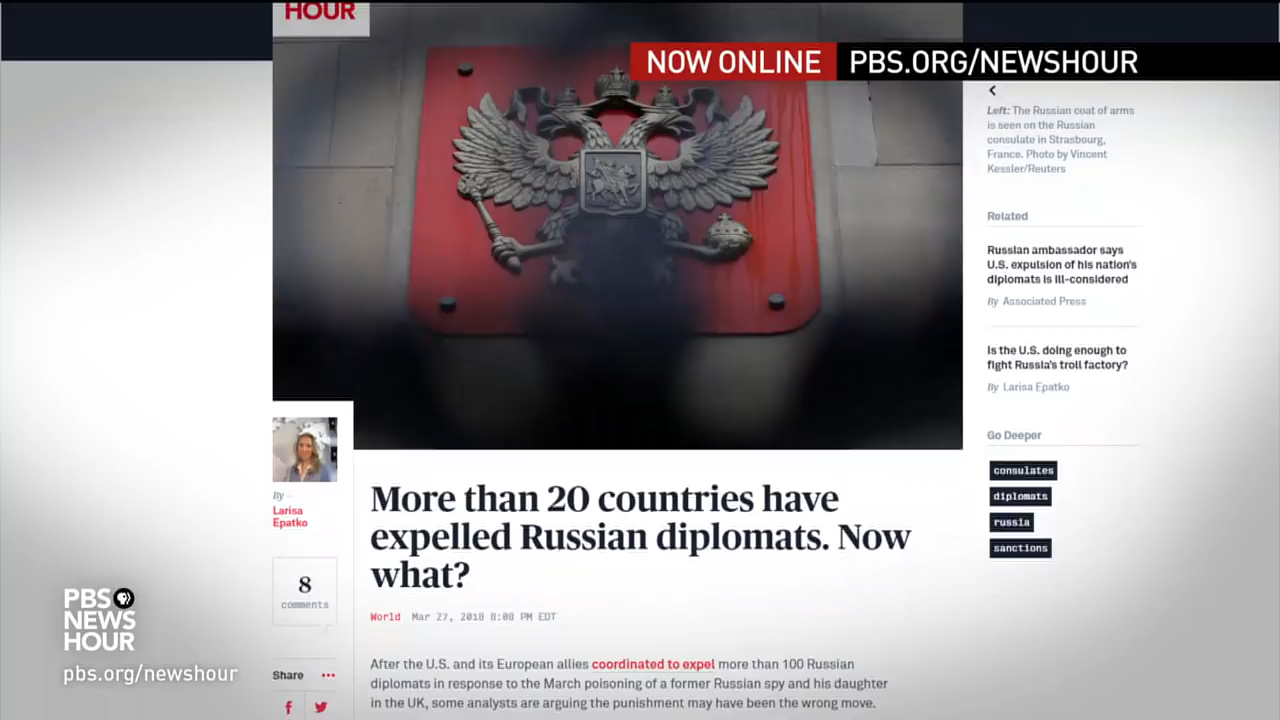 HOUR
NOW ONLINE PBS.ORG/NEWSHOUR
Left: The Russian coat of arms
is seen on the Russian
consulate in Strasbourg,
France. Photo by Vincent
Kessler/Reuters
Related
Russian ambassador says
U.S. expulsion of his nation's
diplomats is ill-considered
By Associated Press
Is the U.S. doing enough to
fight Russia's troll factory?
By Larisa Epatko
Go Deeper
consulates
diplomats
russia
sanctions
By
Larisa
Epatko
8
comments
Share
More than 20 countries have
expelled Russian diplomats. Now
what?
World Mar 27, 2018 8:08 PM EDT
After the U.S. and its European allies coordinated to expel more than 100 Russian
diplomats in response to the March poisoning of a former Russian spy and his daughter
in the UK, some analysts are arguing the punishment may have been the wrong move.
PBS
NEWS
HOUR
pbs.org/newshour